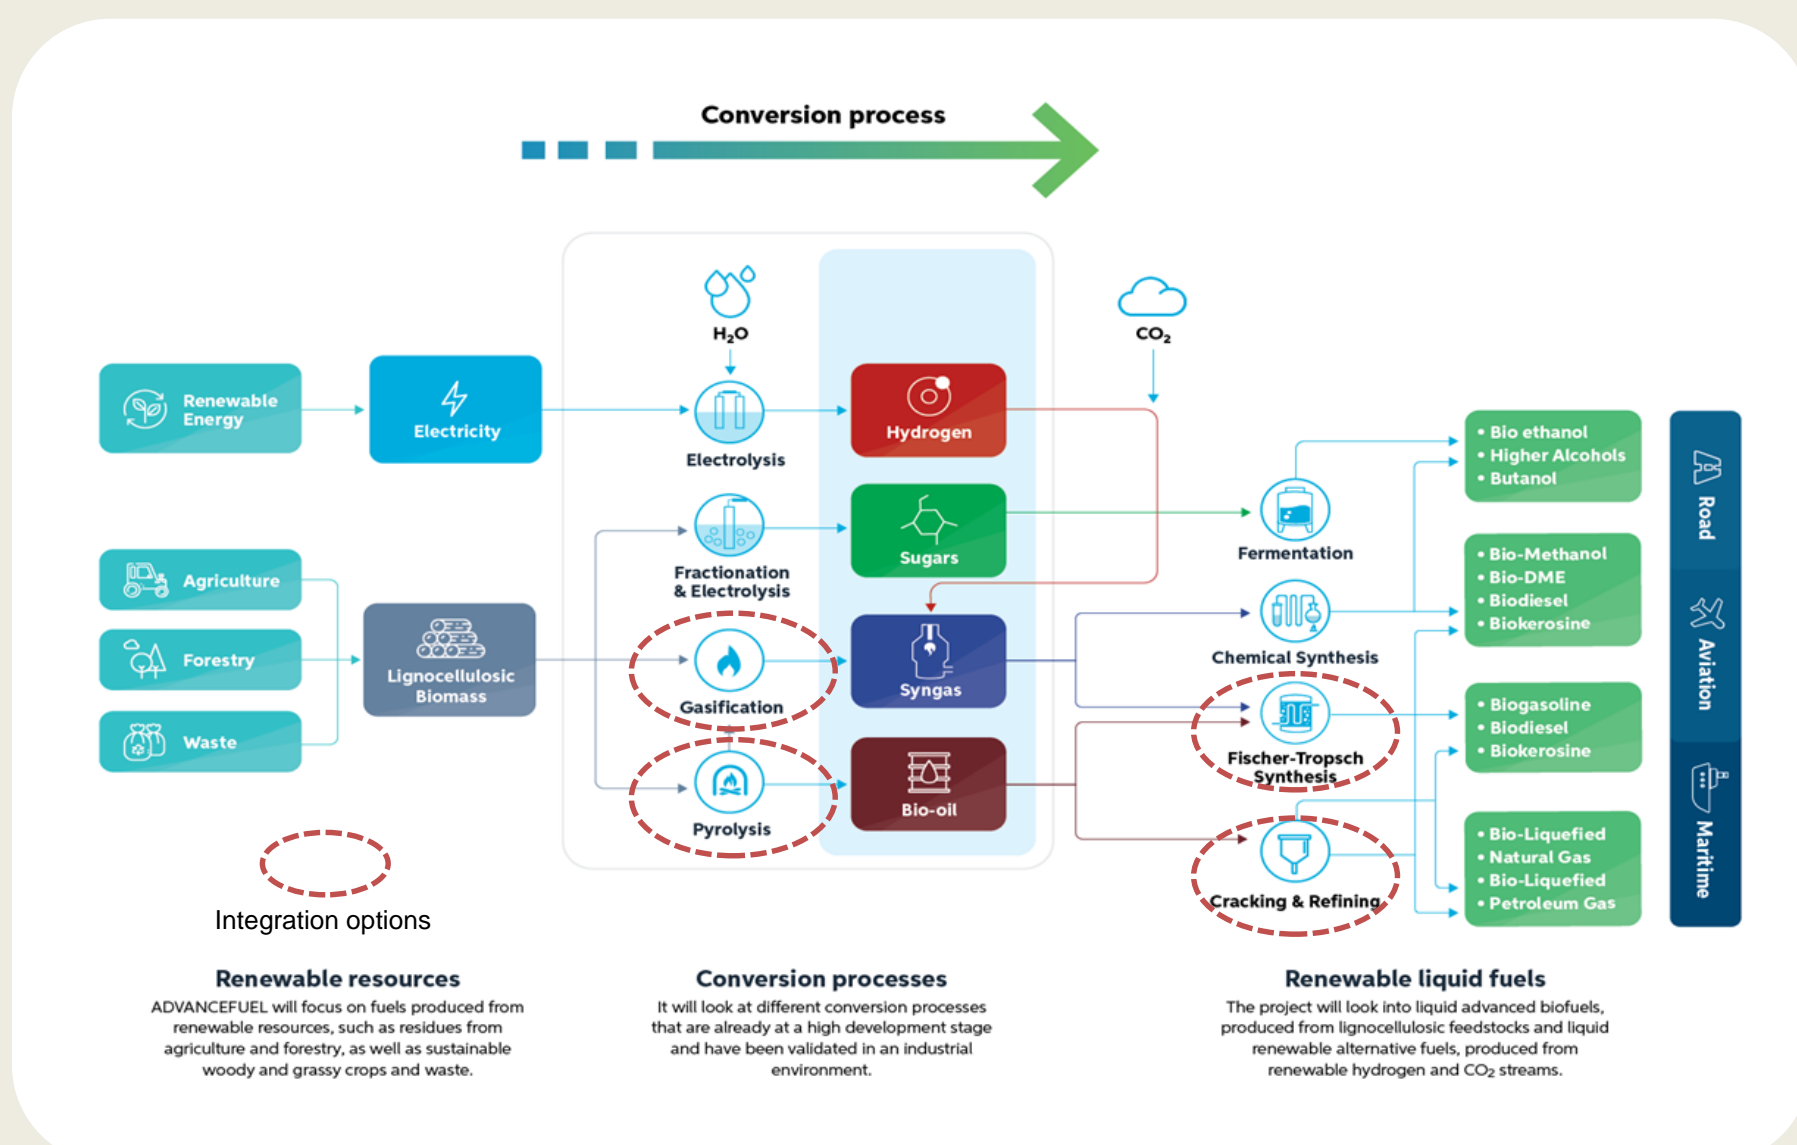 Conversion process
H₂O
CO₂
Renewable
Energy
Electricity
Electrolysis
Hydrogen
Agriculture
Forestry
Waste
Lignocellulosic
Biomass
Fractionation
& Electrolysis
Sugars
Gasification
Syngas
Pyrolysis
Bio-oil
Fermentation
Chemical Synthesis
Fischer-Tropsch
Synthesis
Cracking & Refining
• Bio ethanol
• Higher Alcohols
• Butanol
• Bio-Methanol
• Bio-DME
• Biodiesel
• Biokerosine
• Biogasoline
• Biodiesel
• Biokerosine
• Bio-Liquefied
• Natural Gas
• Bio-Liquefied
• Petroleum Gas
Road
Aviation
Maritime
Integration options
Renewable resources
ADVANCEFUEL will focus on fuels produced from
renewable resources, such as residues from
agriculture and forestry, as well as sustainable
woody and grassy crops and waste.
Conversion processes
It will look at different conversion processes
that are already at a high development stage
and have been validated in an industrial
environment.
Renewable liquid fuels
The project will look into liquid advanced biofuels,
produced from lignocellulosic feedstocks and liquid
renewable alternative fuels, produced from
renewable hydrogen and CO₂ streams.